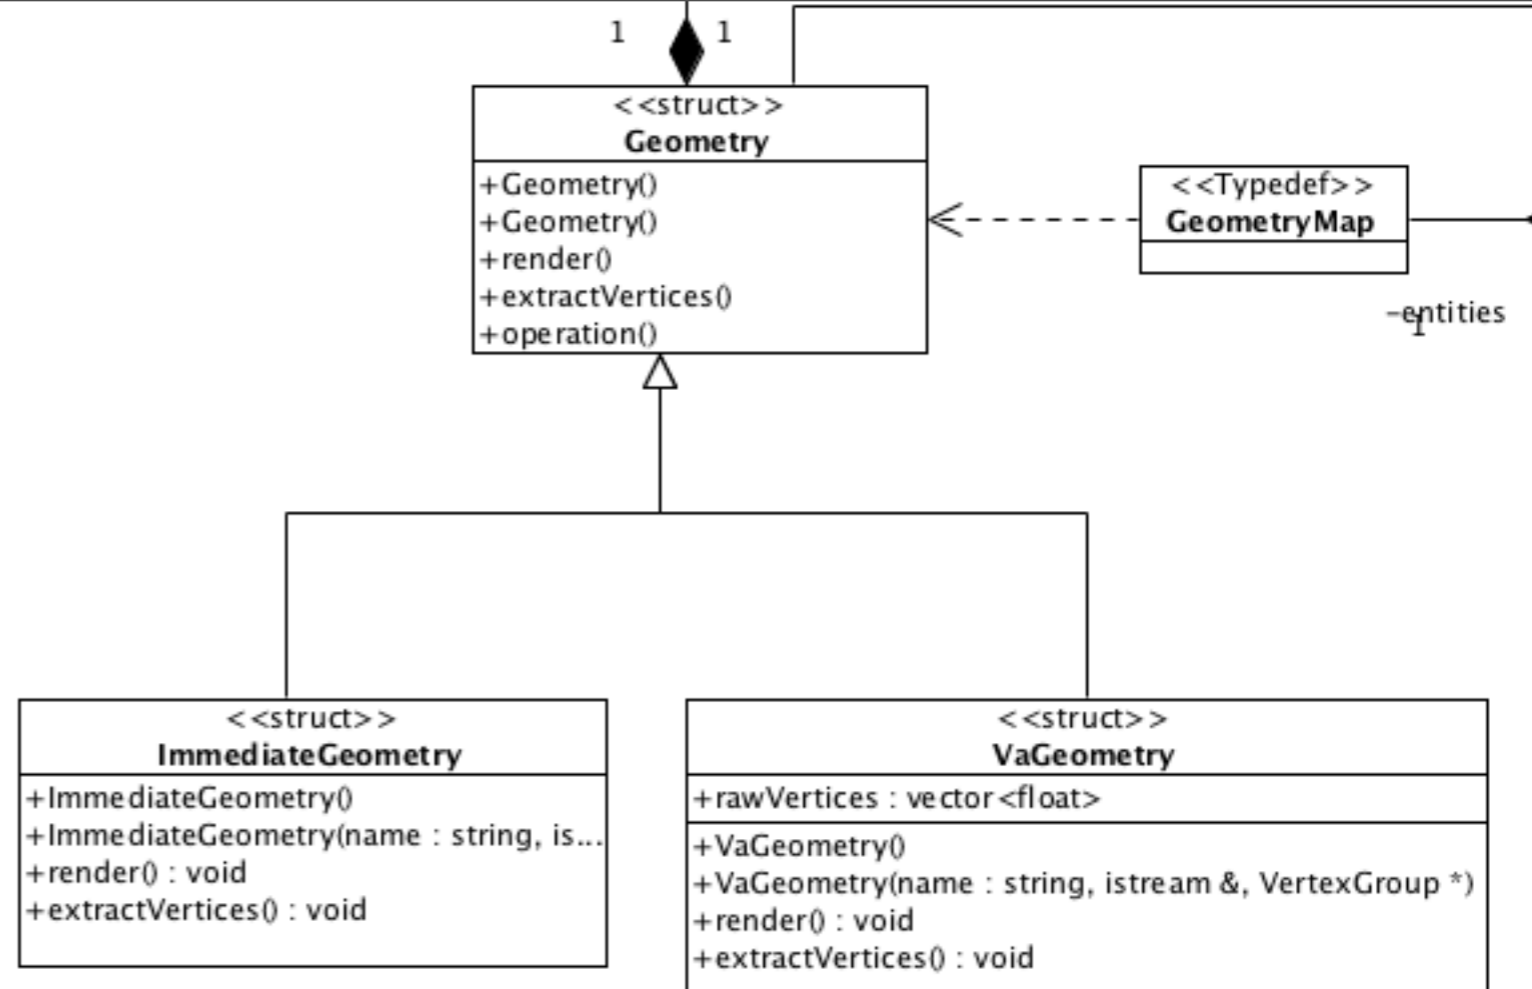 1 1
<<struct>>
Geometry
+Geometry()
+Geometry()
+render()
+extractVertices()
+operation()
<<Typedef>>
GeometryMap
-entities
1
<<struct>>
ImmediateGeometry
+ImmediateGeometry()
+ImmediateGeometry(name : string, is...
+render() : void
+extractVertices() : void
<<struct>>
VaGeometry
+rawVertices : vector<float>
+VaGeometry()
+VaGeometry(name : string, istream &, VertexGroup *)
+render() : void
+extractVertices() : void